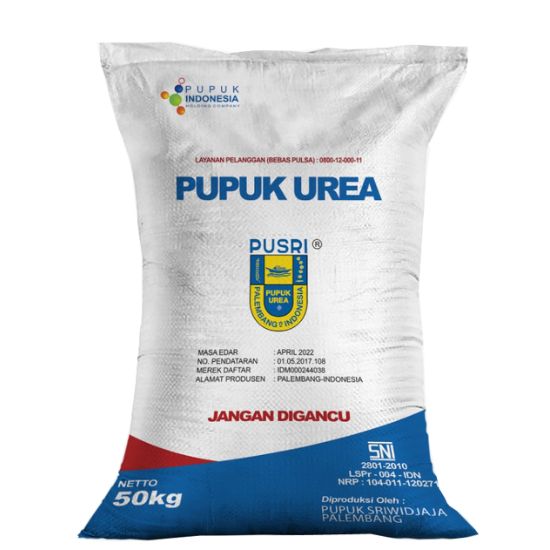 PUPUK
INDONESIA
HOLDING COMPANY
LAYANAN PELANGGAN (BEBAS PULSA) : 0800-12-000-11
PUPUK UREA
PUSRI ®
PUPUK
UREA
PALEMBANG INDONESIA
MASA EDAR : APRIL 2022
NO. PENDATARAN : 01.05.2017.108
MEREK DAFTAR : IDM000244038
ALAMAT PRODUSEN : PALEMBANG-INDONESIA
JANGAN DIGANCU
SNI
2801-2010
LSPr - 004 - IDN
NRP : 104-011-120271
NETTO
50kg
Diproduksi Oleh :
PUPUK SRIWIDJAJA
PALEMBANG